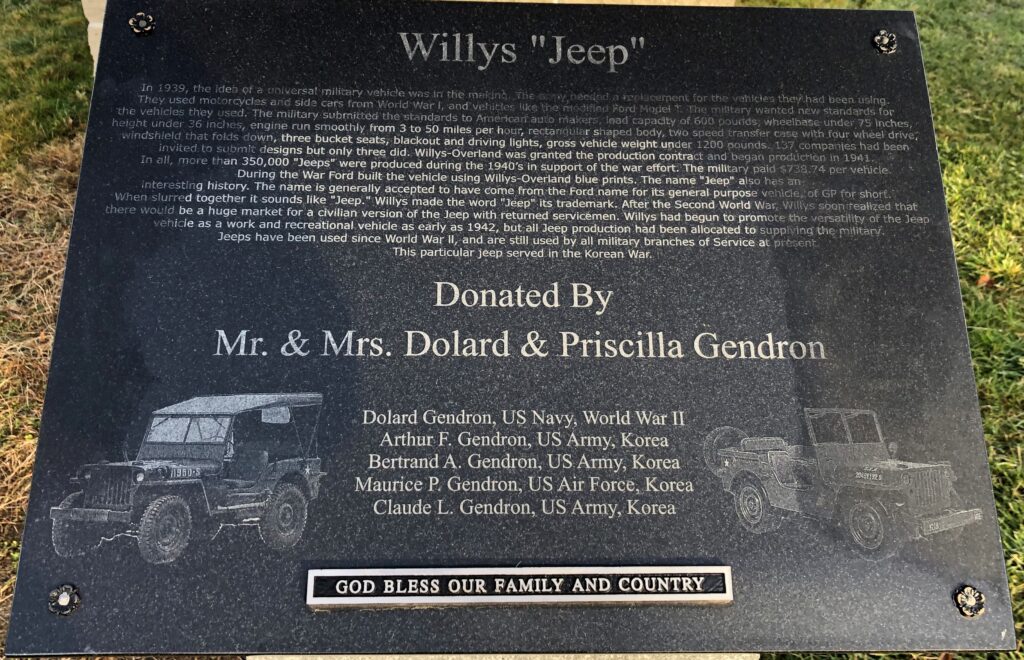 Willys "Jeep"
In 1939, the idea of a universal military vehicle was in the making. The army needed a replacement for the vehicles they had been using.
They used motorcycles and side cars from World War I, and vehicles like the modified Ford Model T. The military wanted new standards for
the vehicles they used. The military submitted the standards to American auto makers, load capacity of 600 pounds, wheelbase under 75 inches,
height under 36 inches, engine run smoothly from 3 to 50 miles per hour, rectangular shaped body, two speed transfer case with four wheel drive,
windshield that folds down, three bucket seats, blackout and driving lights, gross vehicle weight under 1200 pounds. 137 companies had been
invited to submit designs but only three did. Willys-Overland was granted the production contract and began production in 1941.
In all, more than 350,000 "Jeeps" were produced during the 1940's in support of the war effort. The military paid $738.74 per vehicle.
During the War Ford built the vehicle using Willys-Overland blue prints. The name "Jeep" also has an
interesting history. The name is generally accepted to have come from the Ford name for its general purpose vehicle, of GP for short.
When slurred together it sounds like "Jeep." Willys made the word "Jeep" its trademark. After the Second World War, Willys soon realized that
there would be a huge market for a civilian version of the Jeep with returned servicemen. Willys had begun to promote the versatility of the Jeep
vehicle as a work and recreational vehicle as early as 1942, but all Jeep production had been allocated to supplying the military.
Jeeps have been used since World War II, and are still used by all military branches of Service at present.
This particular jeep served in the Korean War.
Donated By
Mr. & Mrs. Dolard & Priscilla Gendron
Dolard Gendron, US Navy, World War II
Arthur F. Gendron, US Army, Korea
Bertrand A. Gendron, US Army, Korea
Maurice P. Gendron, US Air Force, Korea
Claude L. Gendron, US Army, Korea
GOD BLESS OUR FAMILY AND COUNTRY